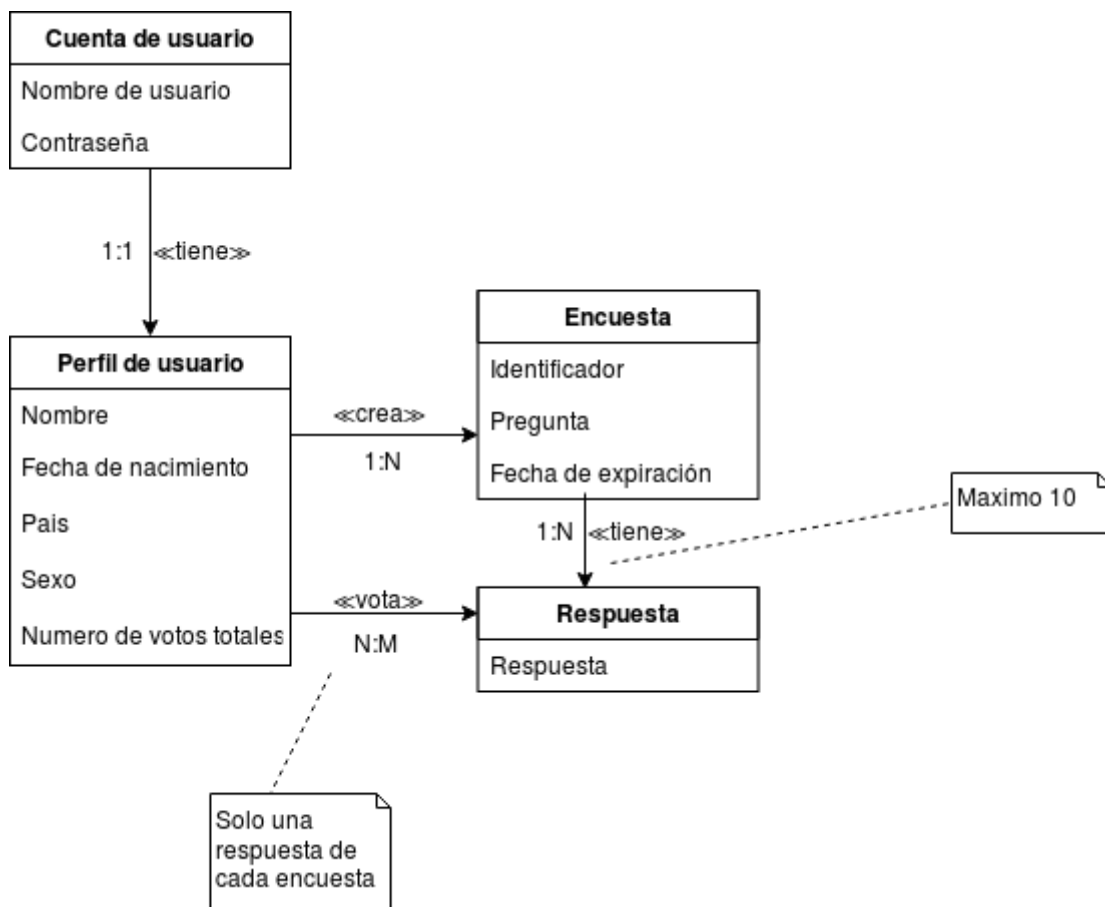 Cuenta de usuario
Nombre de usuario
Contraseña
1:1 ≪tiene≫
Perfil de usuario
Nombre
Fecha de nacimiento
Pais
Sexo
Numero de votos totales
≪crea≫
1:N
Encuesta
Identificador
Pregunta
Fecha de expiración
1:N ≪tiene≫
Maximo 10
≪vota≫
N:M
Respuesta
Respuesta
Solo una
respuesta de
cada encuesta